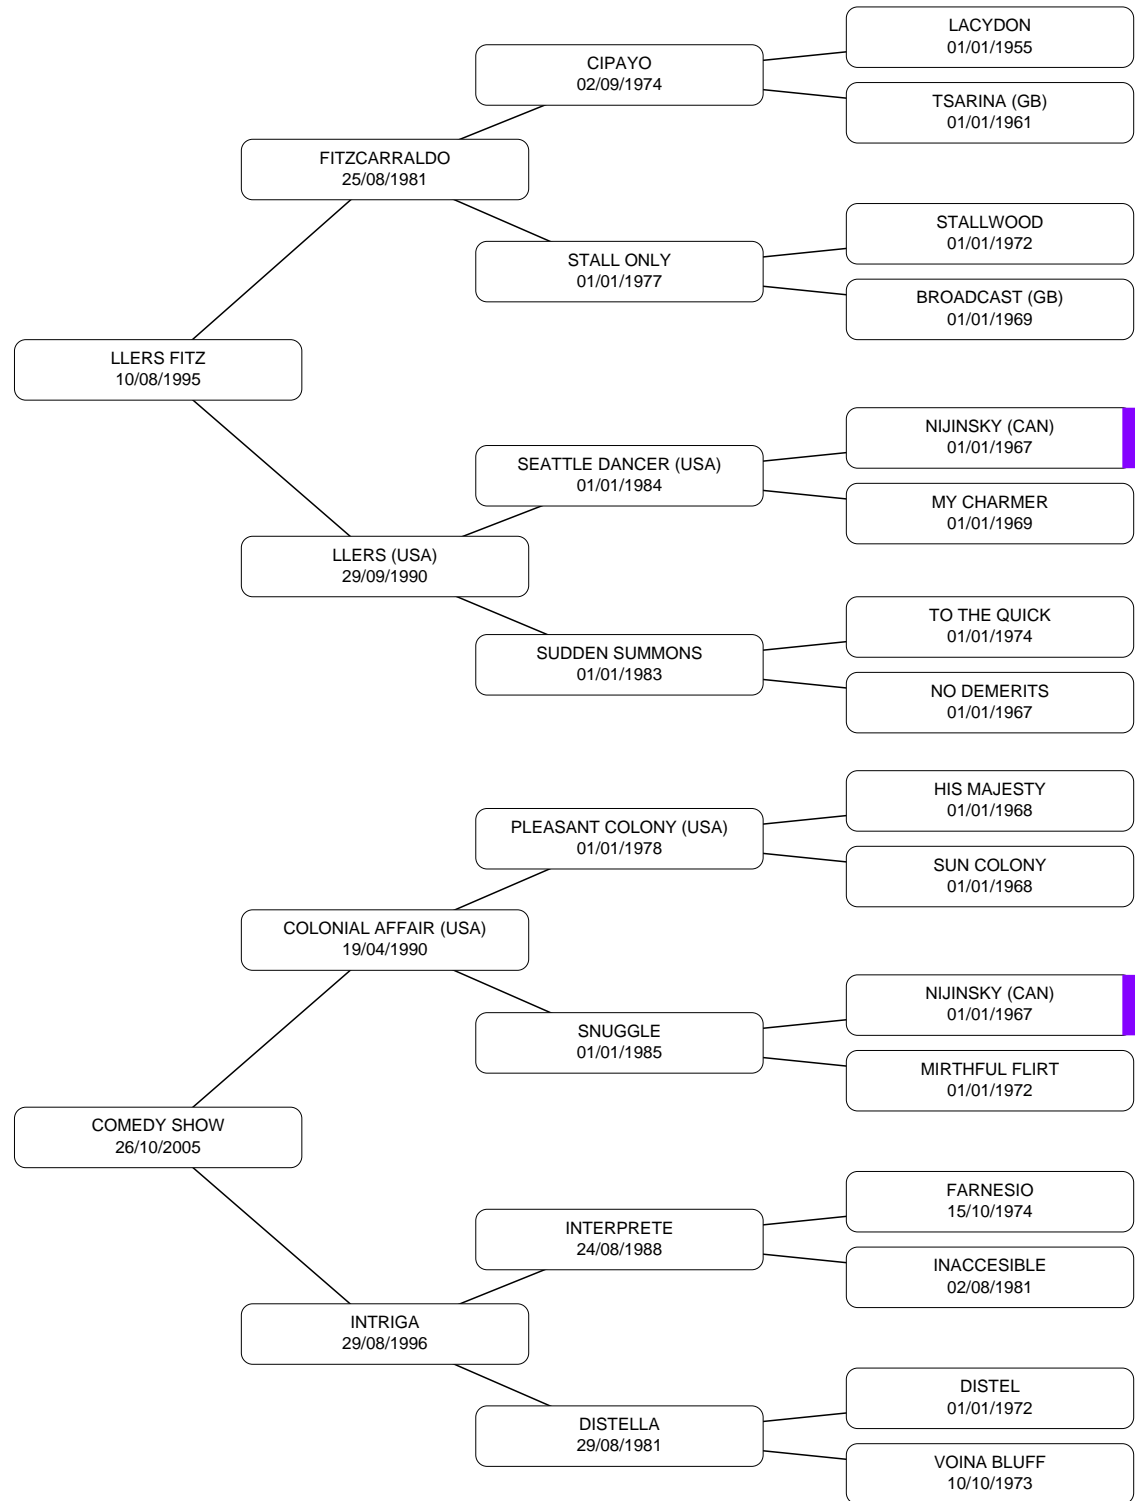 LACYDON
01/01/1955
CIPAYO
02/09/1974
TSARINA (GB)
01/01/1961
FITZCARRALDO
25/08/1981
STALLWOOD
01/01/1972
STALL ONLY
01/01/1977
BROADCAST (GB)
01/01/1969
LLERS FITZ
10/08/1995
NIJINSKY (CAN)
01/01/1967
SEATTLE DANCER (USA)
01/01/1984
MY CHARMER
01/01/1969
LLERS (USA)
29/09/1990
TO THE QUICK
01/01/1974
SUDDEN SUMMONS
01/01/1983
NO DEMERITS
01/01/1967
HIS MAJESTY
01/01/1968
PLEASANT COLONY (USA)
01/01/1978
SUN COLONY
01/01/1968
COLONIAL AFFAIR (USA)
19/04/1990
NIJINSKY (CAN)
01/01/1967
SNUGGLE
01/01/1985
MIRTHFUL FLIRT
01/01/1972
COMEDY SHOW
26/10/2005
FARNESIO
15/10/1974
INTERPRETE
24/08/1988
INACCESIBLE
02/08/1981
INTRIGA
29/08/1996
DISTEL
01/01/1972
DISTELLA
29/08/1981
VOINA BLUFF
10/10/1973